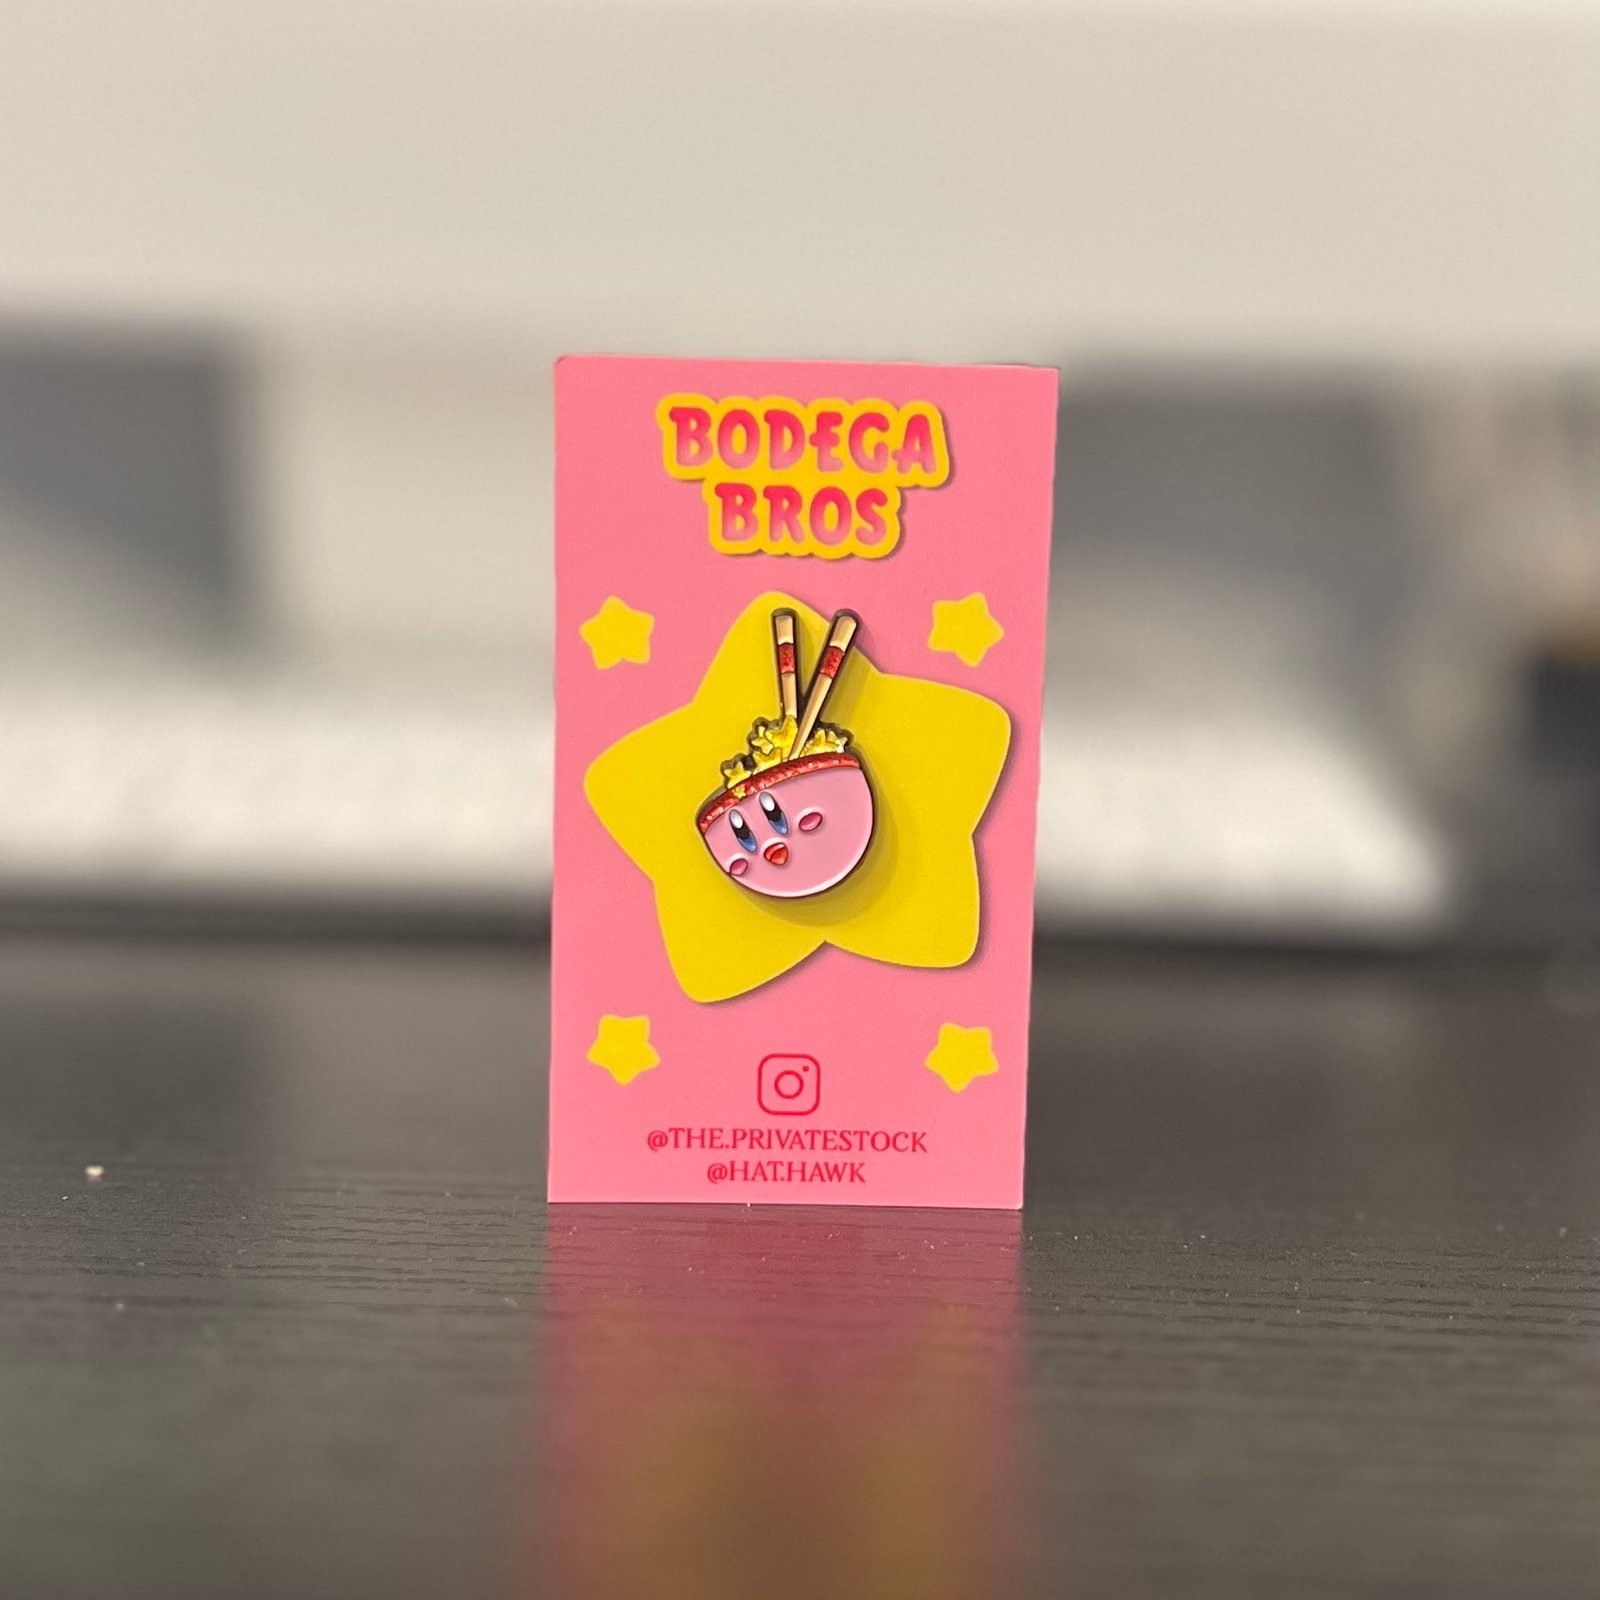 BODEGA
BROS
@THE.PRIVATESTOCK
@HAT.HAWK